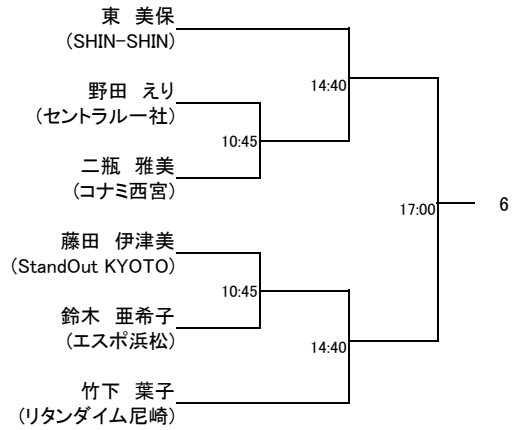 東　美保
(SHIN-SHIN)
14:40
野田　えり
(セントラル一社)
10:45
二瓶　雅美
(コナミ西宮)
17:00
6
藤田　伊津美
(StandOut KYOTO)
10:45
鈴木　亜希子
(エスポ浜松)
14:40
竹下　葉子
(リタンダイム尼崎)